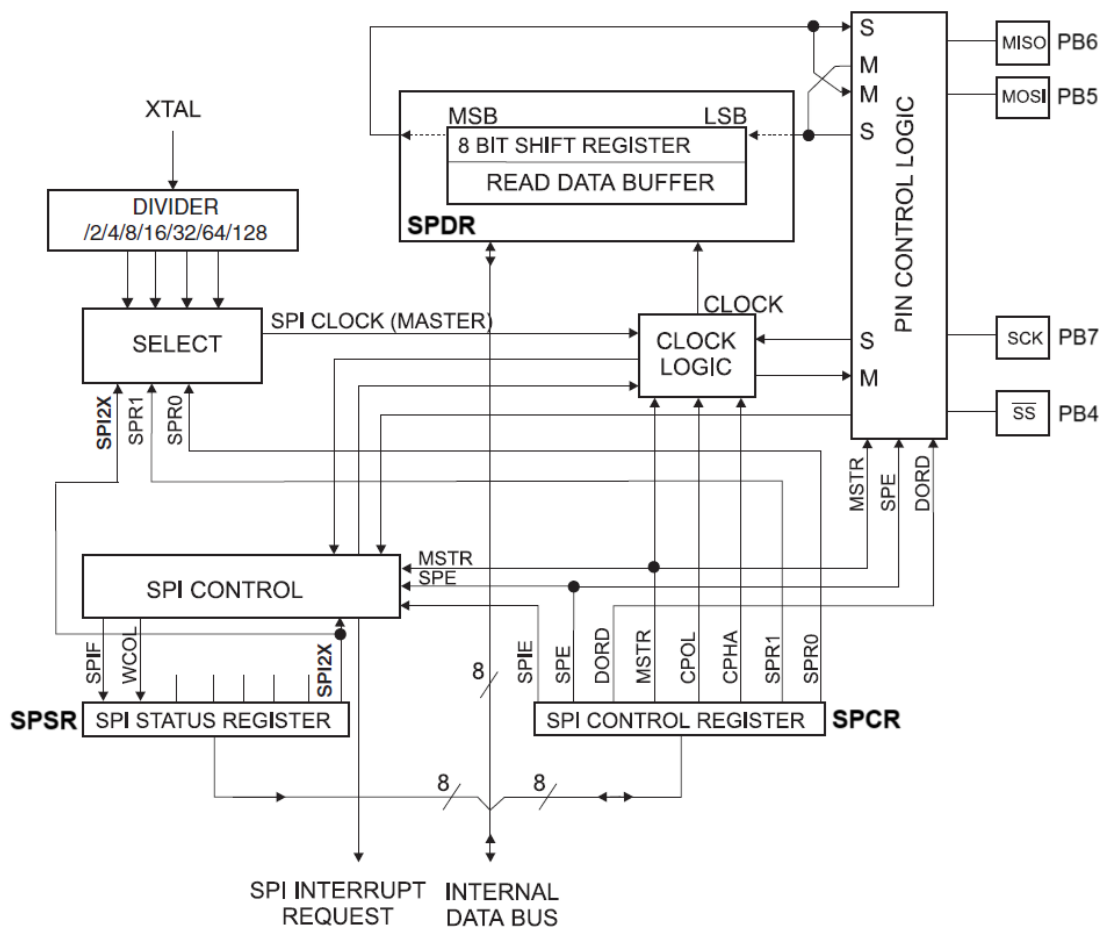 S
MISO PB6
M
MOSI PB5
M
S
XTAL
MSB LSB
8 BIT SHIFT REGISTER
READ DATA BUFFER
SPDR
DIVIDER
/2/4/8/16/32/64/128
PIN CONTROL LOGIC
SPI CLOCK (MASTER)
SELECT
CLOCK
CLOCK
LOGIC
S
M
SCK PB7
SS PB4
SPI2X
SPR1
SPR0
MSTR
SPE
DORD
MSTR
SPE
SPI CONTROL
SPIF
WCOL
SPI2X
8
SPIE
SPE
DORD
MSTR
CPOL
CPHA
SPR1
SPR0
SPSR SPI STATUS REGISTER
SPI CONTROL REGISTER SPCR
8
8
SPI INTERRUPT
REQUEST
INTERNAL
DATA BUS